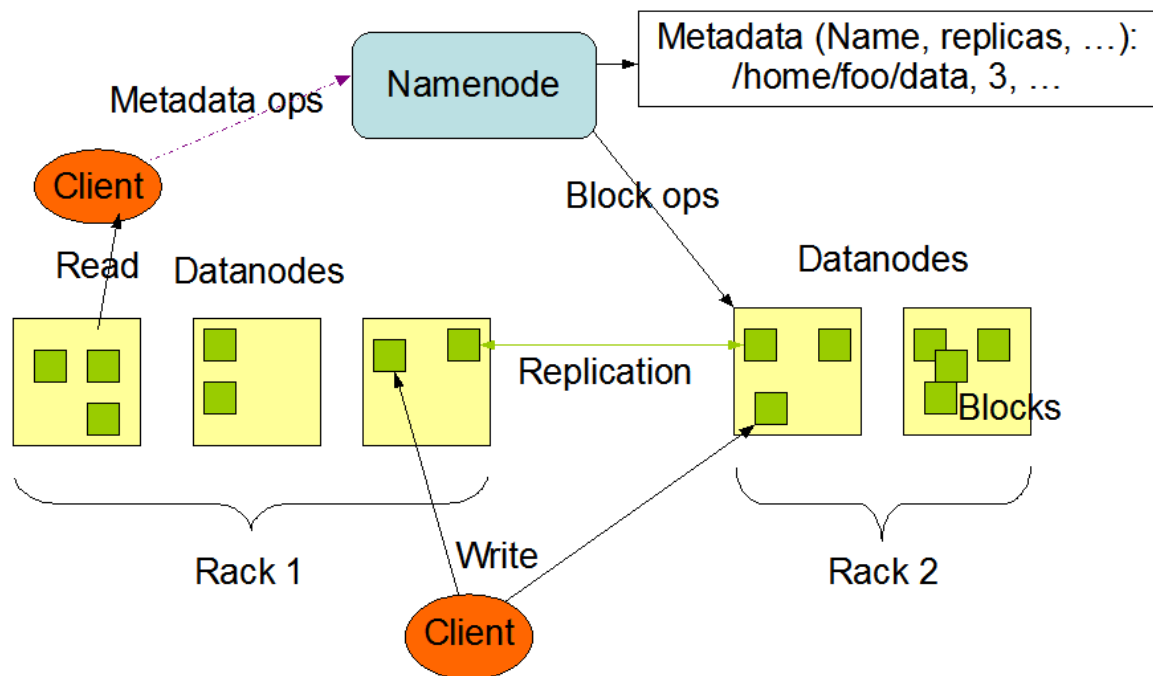 Metadata (Name, replicas, …):
/home/foo/data, 3, …
Namenode
Metadata ops
Client
Block ops
Read
Datanodes
Datanodes
Replication
Blocks
Rack 1
Write
Rack 2
Client